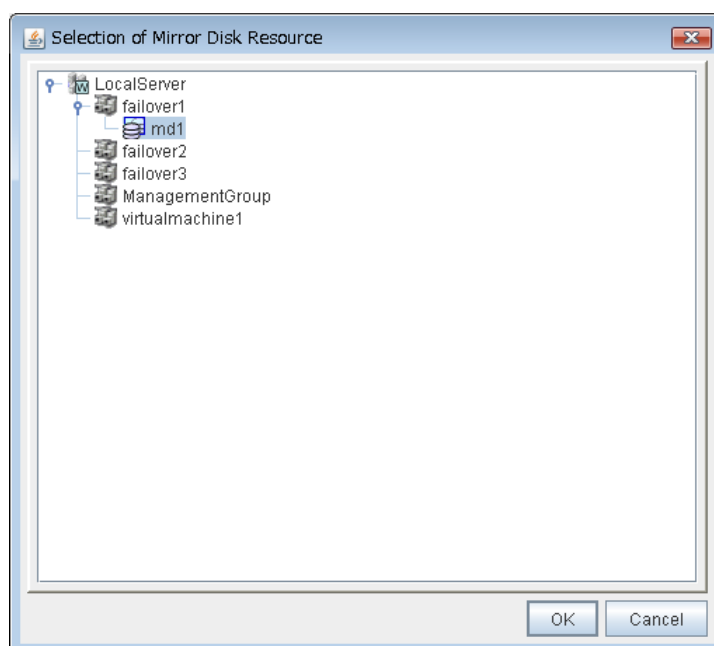 Selection of Mirror Disk Resource
LocalServer
failover1
md1
failover2
failover3
ManagementGroup
virtualmachine1
OK Cancel